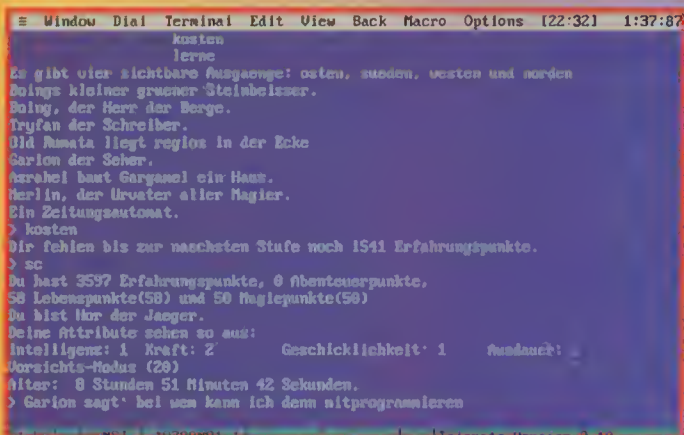 ≡ Window Dial Terminal Edit View Back Macro Options [22:32] 1:37:87
kosten
lerne
Es gibt vier sichtbare Ausgaenge: osten, sueden, westen und norden
Boings kleiner gruener Steinbeisser.
Boing, der Herr der Berge.
Tryfan der Schreiber.
Old Rumata liegt reglos in der Ecke
Garion der Seher.
Asrahel baut Gargamel ein Haus.
Merlin, der Urvater aller Magier.
Ein Zeitungsautomat.
> kosten
Dir fehlen bis zur naechsten Stufe noch 1541 Erfahrungspunkte.
> sc
Du hast 3597 Erfahrungspunkte, 0 Abenteuerpunkte,
58 Lebenspunkte(58) und 50 Magiepunkte(50)
Du bist Hor der Jaeger.
Deine Attribute sehen so aus:
Intelligenz: 1 Kraft: 2 Geschicklichkeit: 1 Ausdauer:
Vorsichts-Modus (20)
Alter: 8 Stunden 51 Minuten 42 Sekunden.
> Garion sagt: bei wem kann ich denn mitprogrammieren